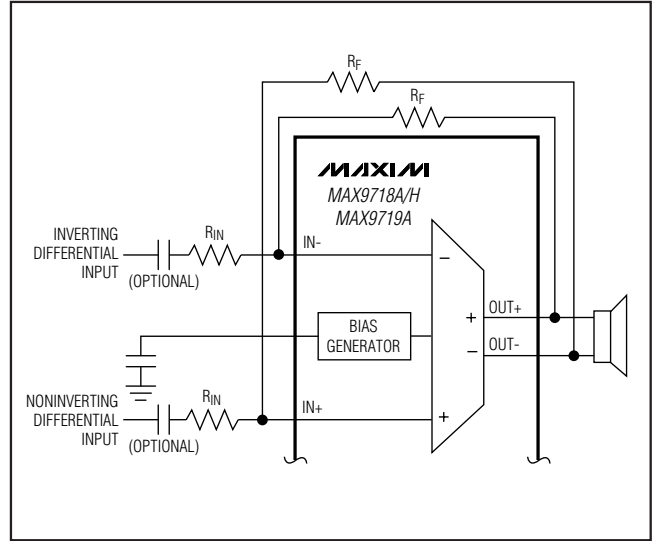 RF
RF
MAXIM
MAX9718A/H
MAX9719A
INVERTING
DIFFERENTIAL
INPUT
(OPTIONAL)
RIN
IN-
−
BIAS
GENERATOR
+
−
OUT+
OUT-
NONINVERTING
DIFFERENTIAL
INPUT
(OPTIONAL)
RIN
IN+
+